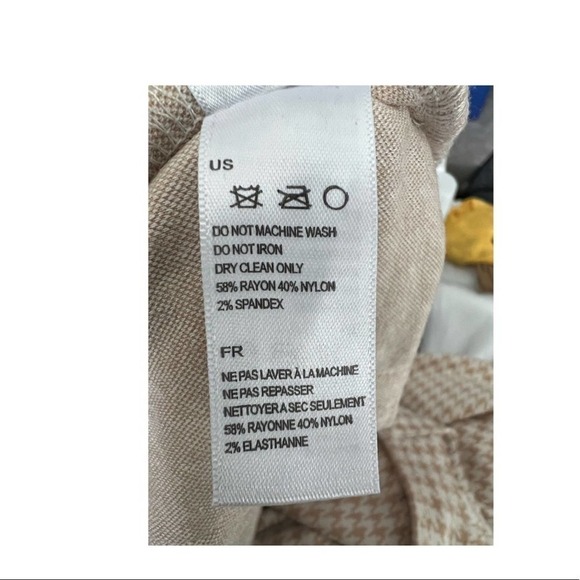 US
DO NOT MACHINE WASH
DO NOT IRON
DRY CLEAN ONLY
58% RAYON 40% NYLON
2% SPANDEX
FR
NE PAS LAVER À LA MACHINE
NE PAS REPASSER
NETTOYER A SEC SEULEMENT
58% RAYONNE 40% NYLON
2% ELASTHANNE